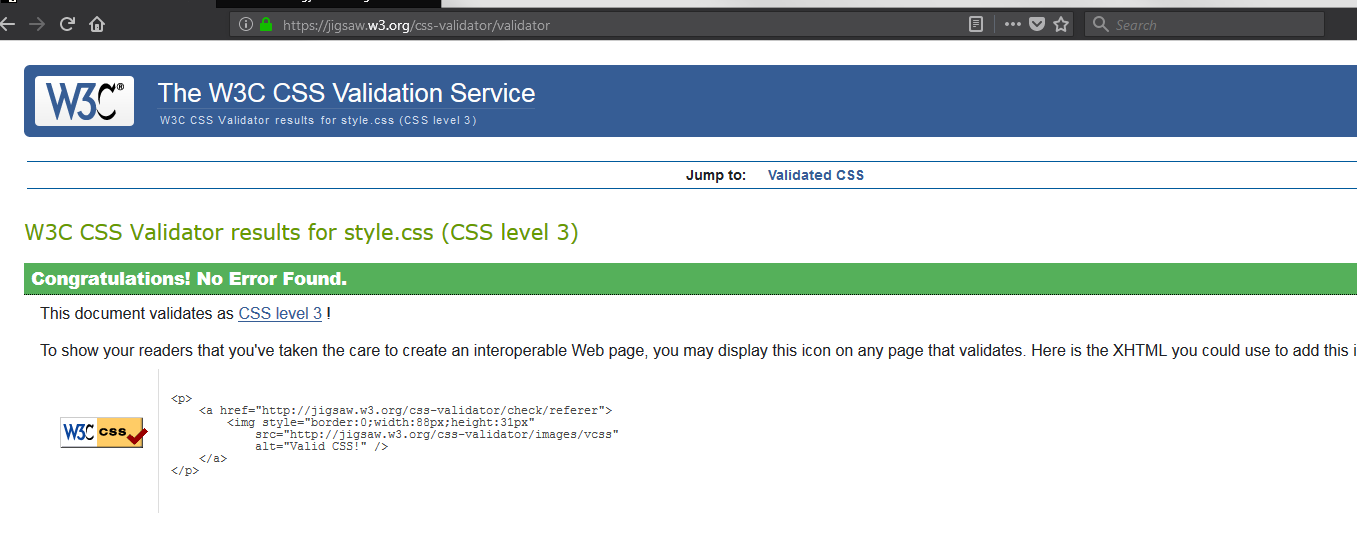 https://jigsaw.w3.org/css-validator/validator
Search
W3C®
The W3C CSS Validation Service
W3C CSS Validator results for style.css (CSS level 3)
Jump to: Validated CSS
W3C CSS Validator results for style.css (CSS level 3)
Congratulations! No Error Found.
This document validates as CSS level 3 !
To show your readers that you've taken the care to create an interoperable Web page, you may display this icon on any page that validates. Here is the XHTML you could use to add this i
W3C css
<p>
<a href="http://jigsaw.w3.org/css-validator/check/referer">
<img style="border:0;width:88px;height:31px"
src="http://jigsaw.w3.org/css-validator/images/vcss"
alt="Valid CSS!" />
</a>
</p>